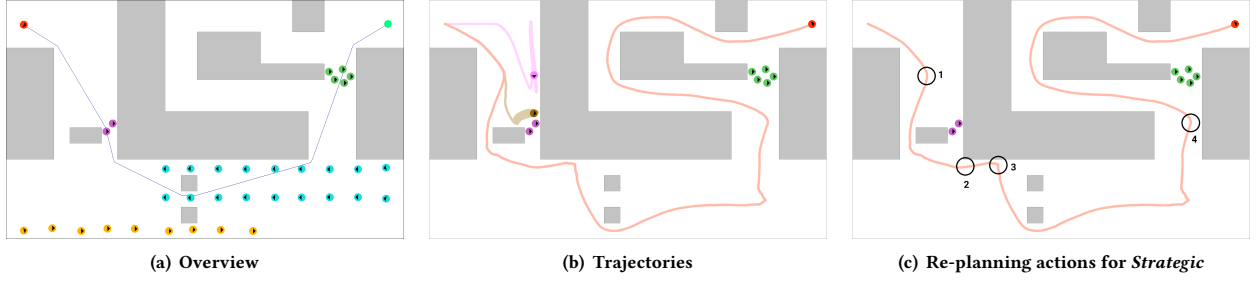 1
4
2
3
(a) Overview
(b) Trajectories
(c) Re-planning actions for Strategic